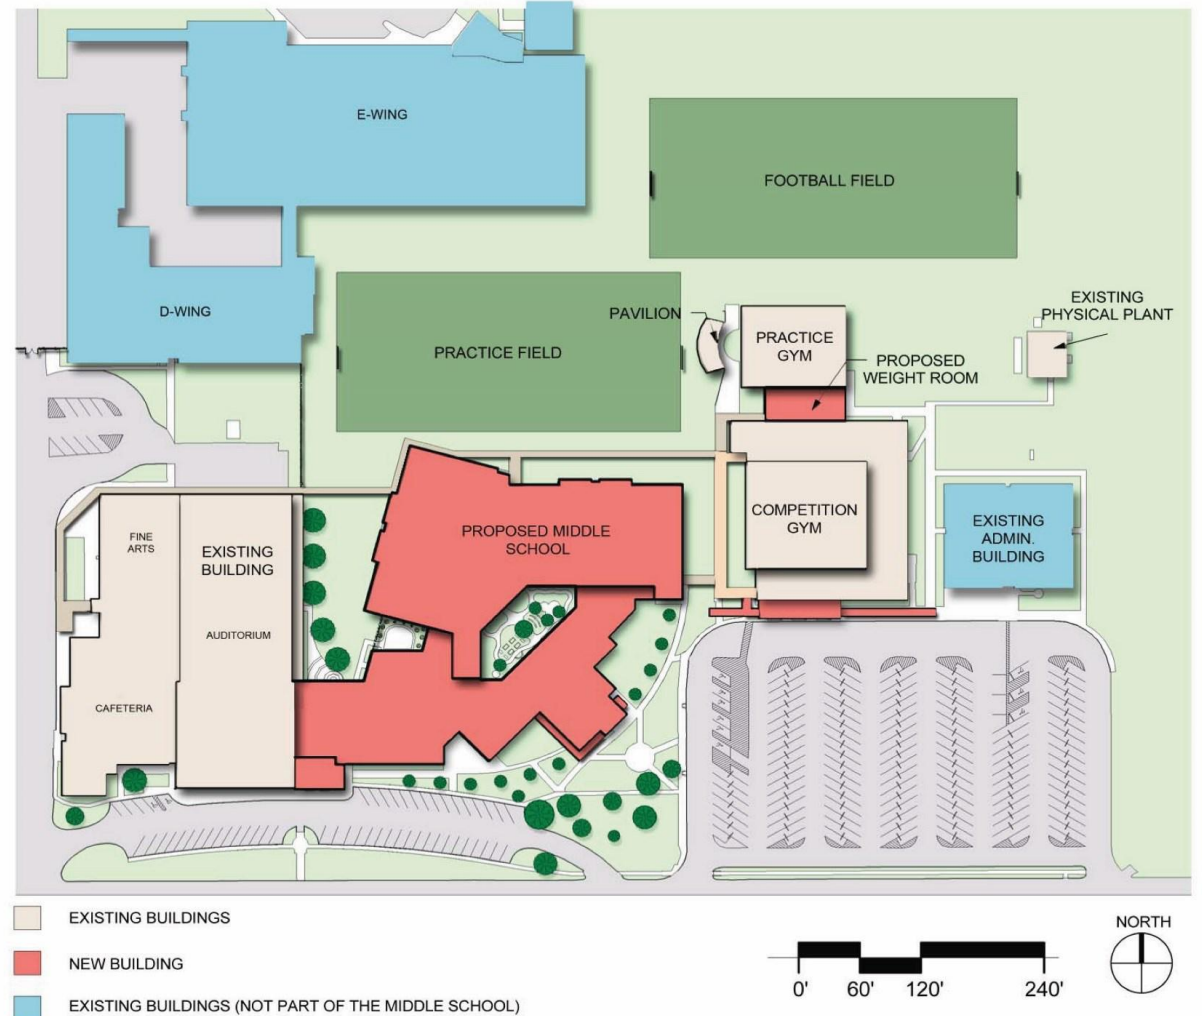 E-WING
FOOTBALL FIELD
D-WING
PAVILION
PRACTICE
GYM
EXISTING
PHYSICAL PLANT
PRACTICE FIELD
PROPOSED
WEIGHT ROOM
FINE
ARTS
EXISTING
BUILDING
PROPOSED MIDDLE
SCHOOL
COMPETITION
GYM
EXISTING
ADMIN.
BUILDING
AUDITORIUM
CAFETERIA
EXISTING BUILDINGS
NEW BUILDING
EXISTING BUILDINGS (NOT PART OF THE MIDDLE SCHOOL)
0' 60' 120' 240'
NORTH